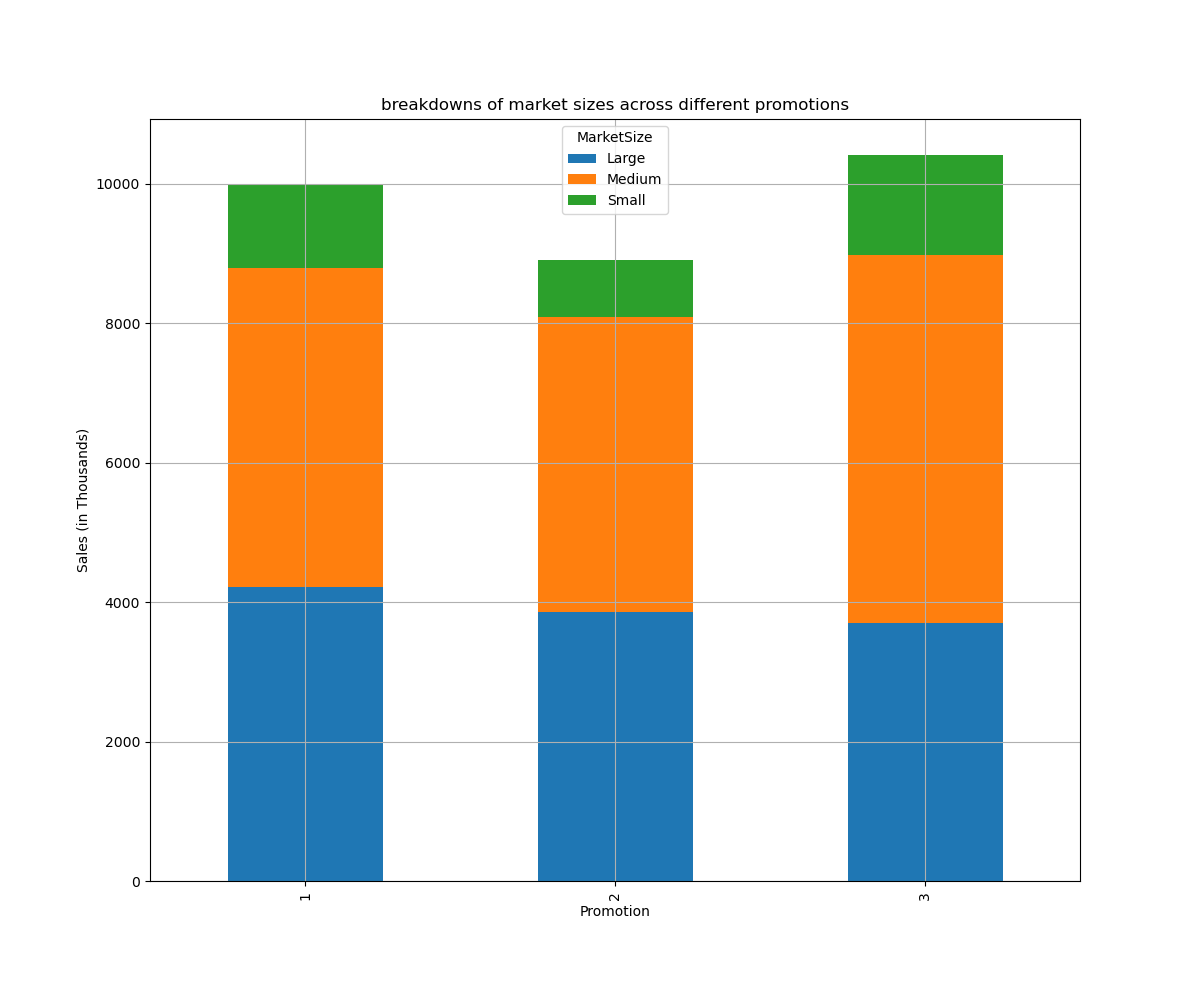 breakdowns of market sizes across different promotions
MarketSize
Large
Medium
Small
10000
8000
6000
4000
2000
0
Sales (in Thousands)
1
2
3
Promotion